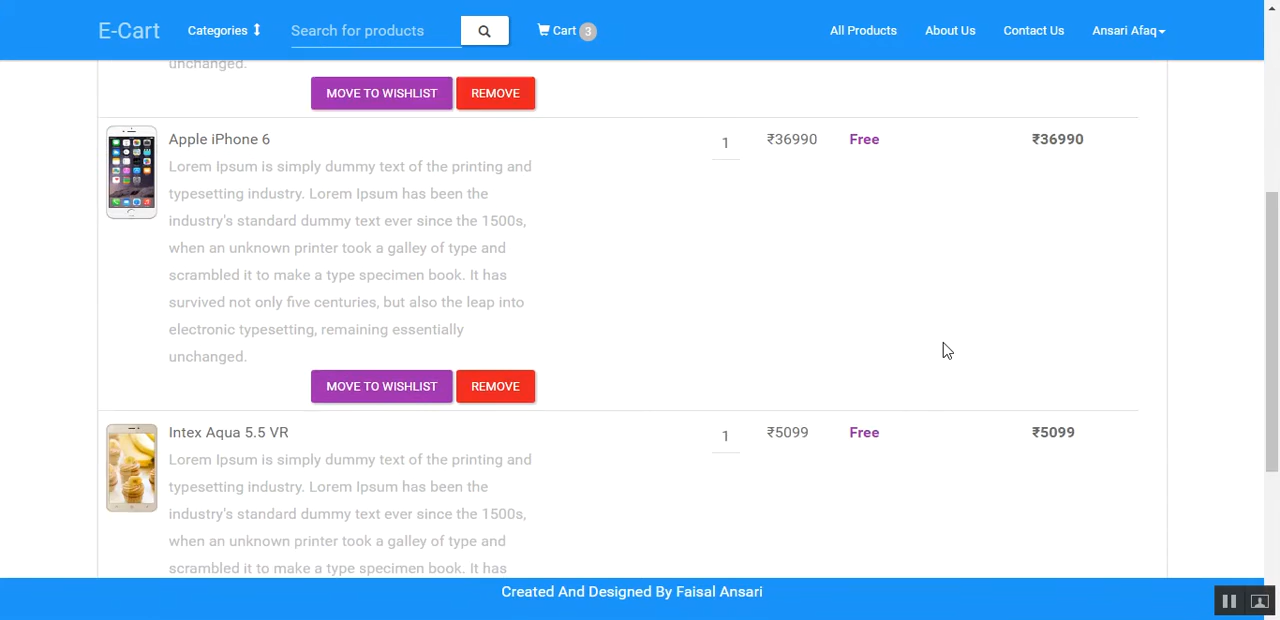 E-Cart Categories Search for products Cart 3 All Products About Us Contact Us Ansari Afaq
unchanged.
MOVE TO WISHLIST REMOVE
Apple iPhone 6 1 ₹36990 Free ₹36990
Lorem Ipsum is simply dummy text of the printing and
typesetting industry. Lorem Ipsum has been the
industry's standard dummy text ever since the 1500s,
when an unknown printer took a galley of type and
scrambled it to make a type specimen book. It has
survived not only five centuries, but also the leap into
electronic typesetting, remaining essentially
unchanged.
MOVE TO WISHLIST REMOVE
Intex Aqua 5.5 VR 1 ₹5099 Free ₹5099
Lorem Ipsum is simply dummy text of the printing and
typesetting industry. Lorem Ipsum has been the
industry's standard dummy text ever since the 1500s,
when an unknown printer took a galley of type and
scrambled it to make a type specimen book. It has
Created And Designed By Faisal Ansari